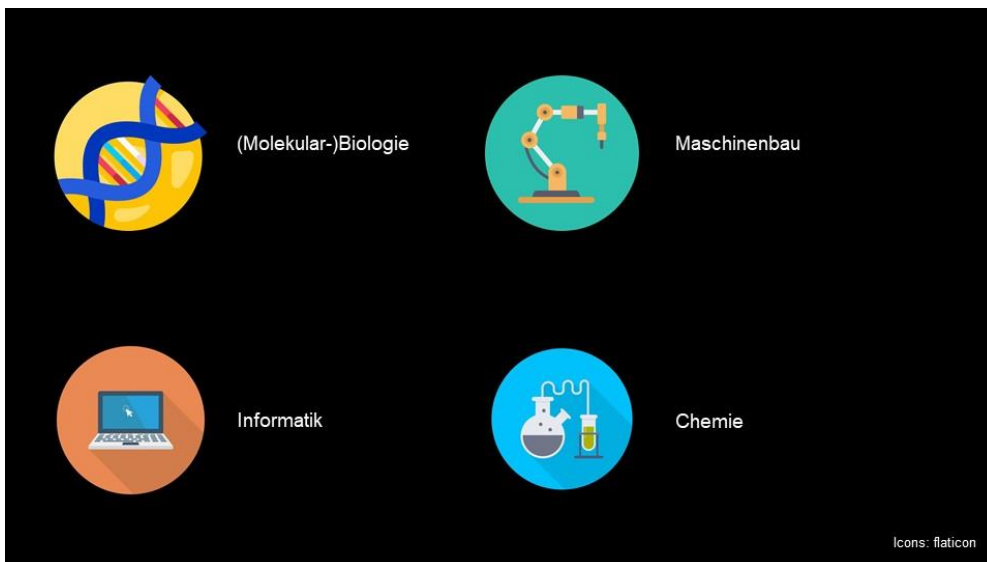 (Molekular-)Biologie
Maschinenbau
Informatik
Chemie
Icons: flaticon